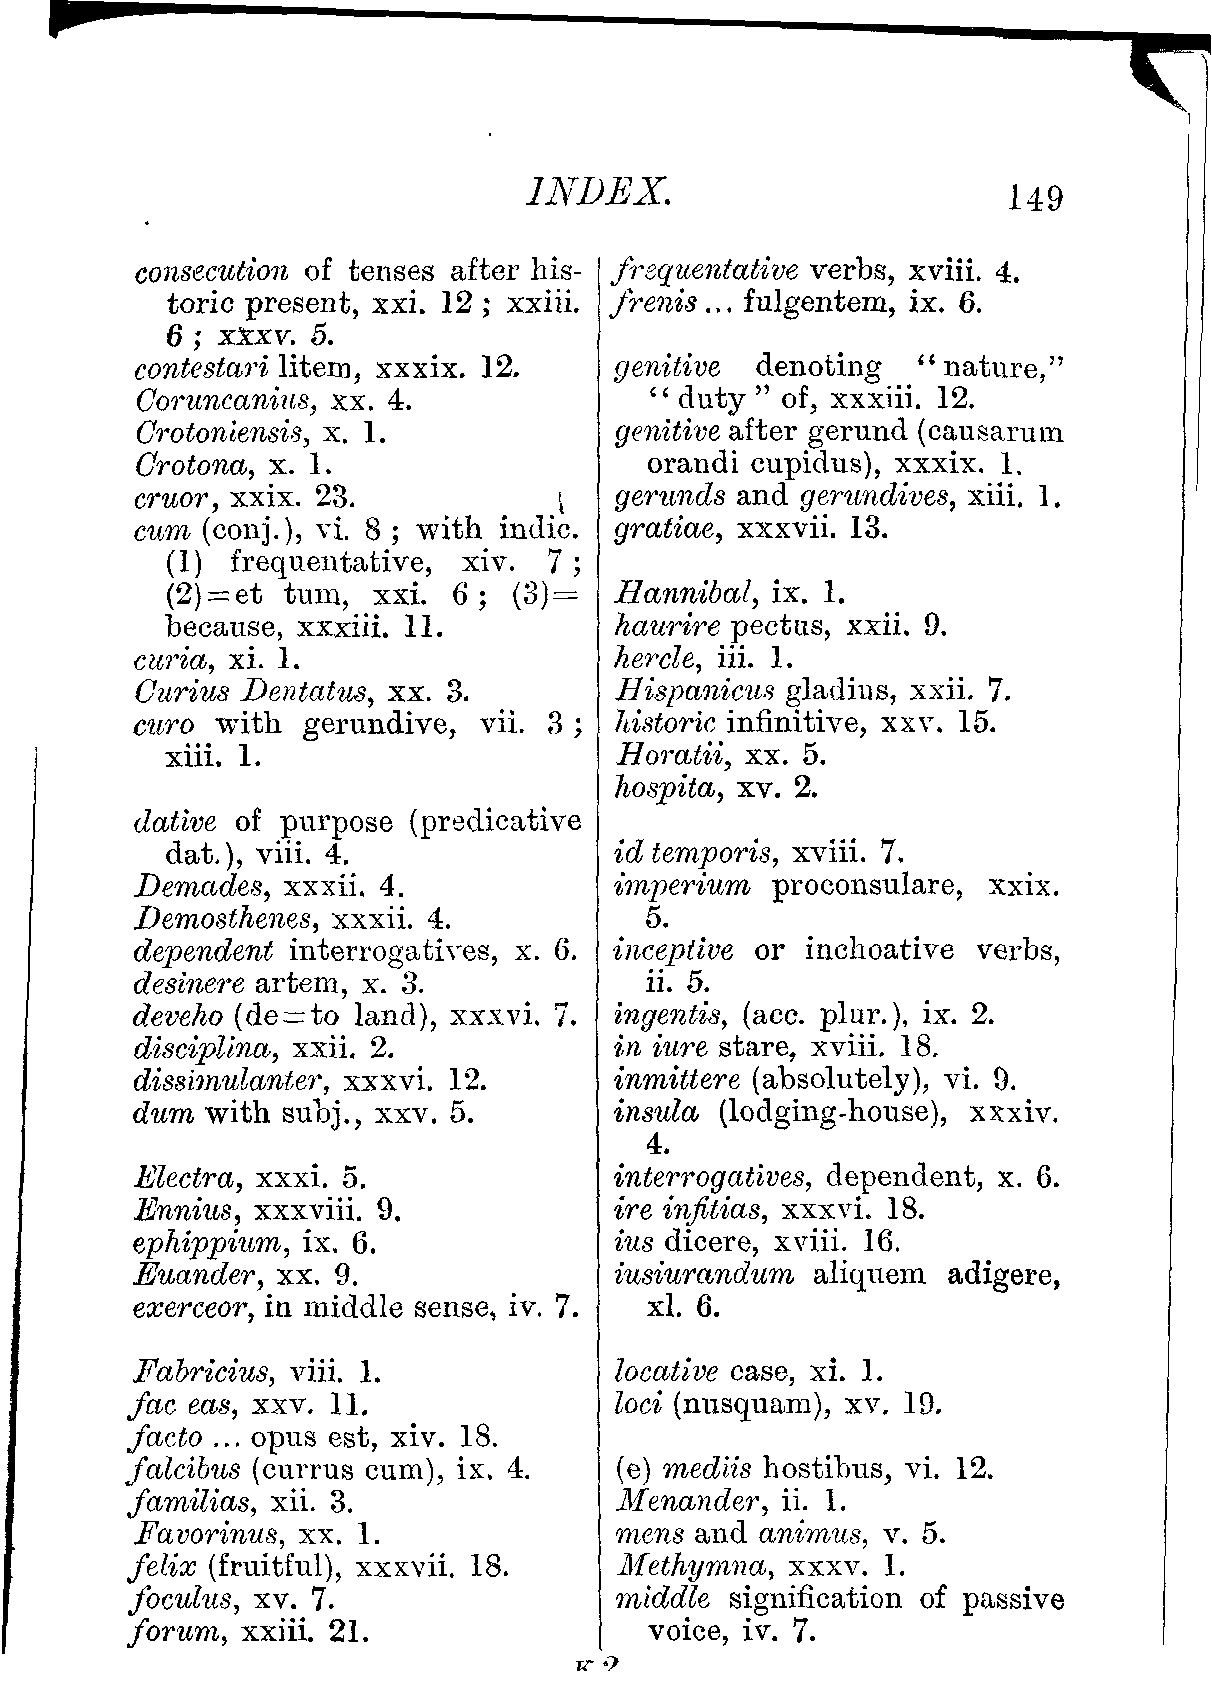 INDEX.
149
consecution of tenses after his-
toric present, xxi. 12 ; xxiii.
6 ; xxxv. 5.
contestari litem, xxxix. 12.
Coruncanius, xx. 4.
Crotoniensis, x. 1.
Crotona, x. 1.
cruor, xxix. 23.
cum (conj.), vi. 8 ; with indic.
(1) frequentative, xiv. 7 ;
(2)=et tum, xxi. 6 ; (3)=
because, xxxiii. 11.
curia, xi. 1.
Curius Dentatus, xx. 3.
curo with gerundive, vii. 3 ;
xiii. 1.
dative of purpose (predicative
dat.), viii. 4.
Demades, xxxii. 4.
Demosthenes, xxxii. 4.
dependent interrogatives, x. 6.
desinere artem, x. 3.
deveho (de=to land), xxxvi. 7.
disciplina, xxii. 2.
dissimulanter, xxxvi. 12.
dum with subj., xxv. 5.
Electra, xxxi. 5.
Ennius, xxxviii. 9.
ephippium, ix. 6.
Euander, xx. 9.
exerceor, in middle sense, iv. 7.
Fabricius, viii. 1.
fac eas, xxv. 11.
facto ... opus est, xiv. 18.
falcibus (currus cum), ix. 4.
familias, xii. 3.
Favorinus, xx. 1.
felix (fruitful), xxxvii. 18.
foculus, xv. 7.
forum, xxiii. 21.
frequentative verbs, xviii. 4.
frenis ... fulgentem, ix. 6.
genitive denoting “nature,”
“duty” of, xxxiii. 12.
genitive after gerund (causarum
orandi cupidus), xxxix. 1.
gerunds and gerundives, xiii. 1.
gratiae, xxxvii. 13.
Hannibal, ix. 1.
haurire pectus, xxii. 9.
hercle, iii. 1.
Hispanicus gladius, xxii. 7.
historic infinitive, xxv. 15.
Horatii, xx. 5.
hospita, xv. 2.
id temporis, xviii. 7.
imperium proconsulare, xxix.
5.
inceptive or inchoative verbs,
ii. 5.
ingentis, (acc. plur.), ix. 2.
in iure stare, xviii. 18.
inmittere (absolutely), vi. 9.
insula (lodging-house), xxxiv.
4.
interrogatives, dependent, x. 6.
ire infitias, xxxvi. 18.
ius dicere, xviii. 16.
iusiurandum aliquem adigere,
xl. 6.
locative case, xi. 1.
loci (nusquam), xv. 19.
(e) mediis hostibus, vi. 12.
Menander, ii. 1.
mens and animus, v. 5.
Methymna, xxxv. 1.
middle signification of passive
voice, iv. 7.